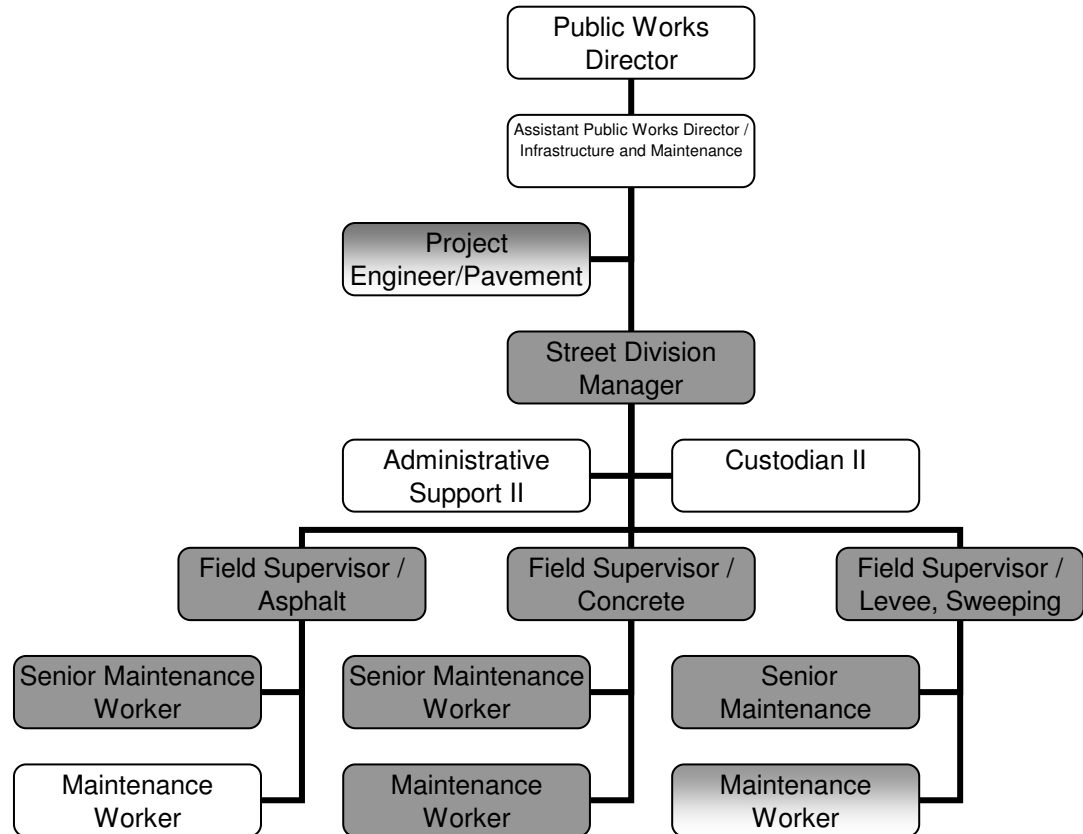 Public Works
Director
Assistant Public Works Director /
Infrastructure and Maintenance
Project
Engineer/Pavement
Street Division
Manager
Administrative
Support II
Custodian II
Field Supervisor /
Asphalt
Field Supervisor /
Concrete
Field Supervisor /
Levee, Sweeping
Senior Maintenance
Worker
Senior Maintenance
Worker
Senior
Maintenance
Maintenance
Worker
Maintenance
Worker
Maintenance
Worker